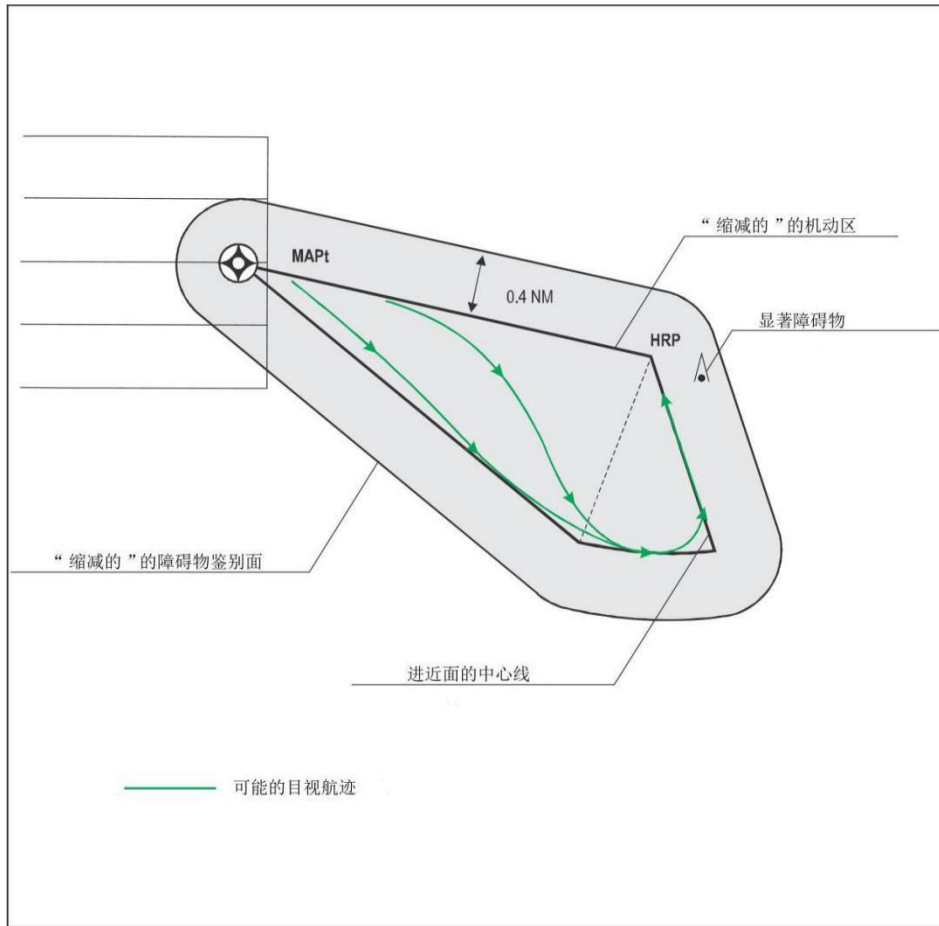 “缩减的”的机动区
MAPt
0.4 NM
显著障碍物
HRP
“缩减的”的障碍物鉴别面
进近面的中心线
可能的目视航迹